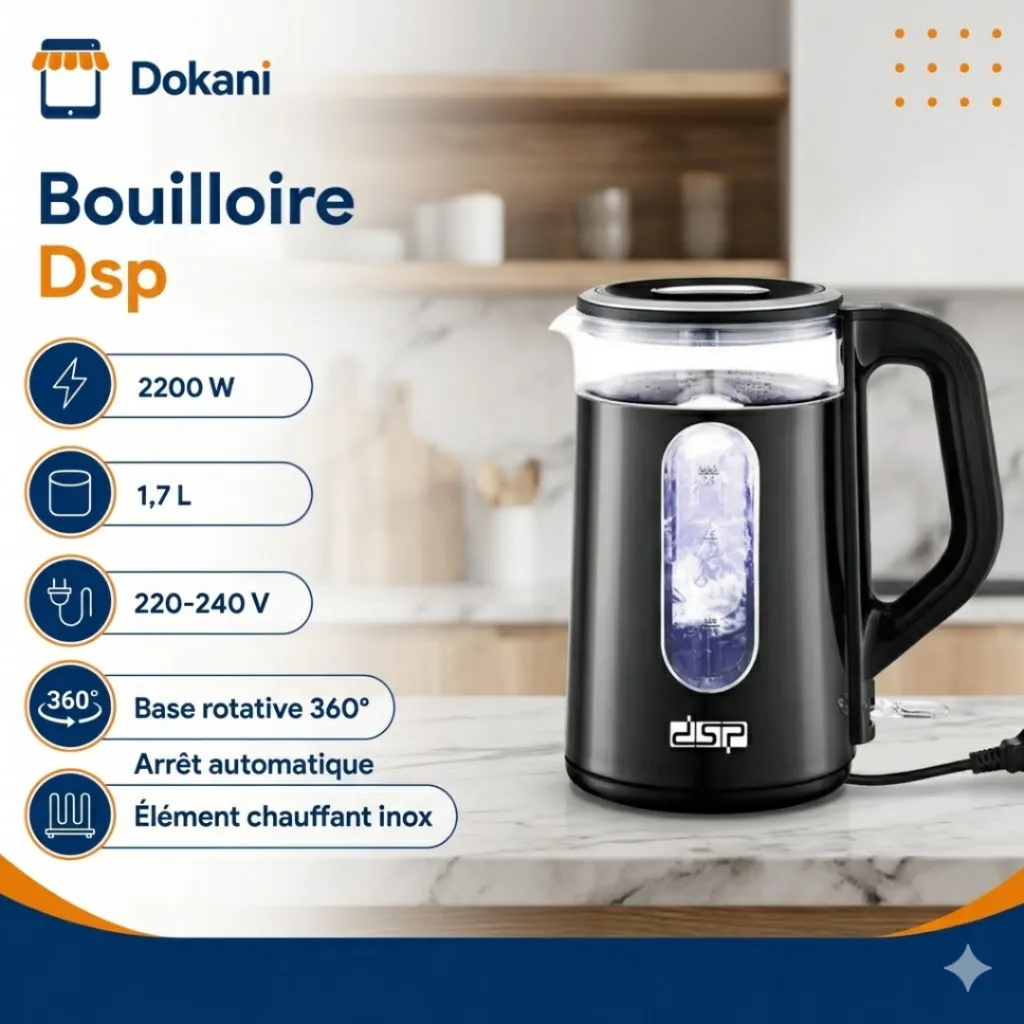 Dokani
Bouilloire
Dsp
2200 W
1,7 L
220-240 V
360°
Base rotative 360°
Arrêt automatique
Élément chauffant inox
dsp